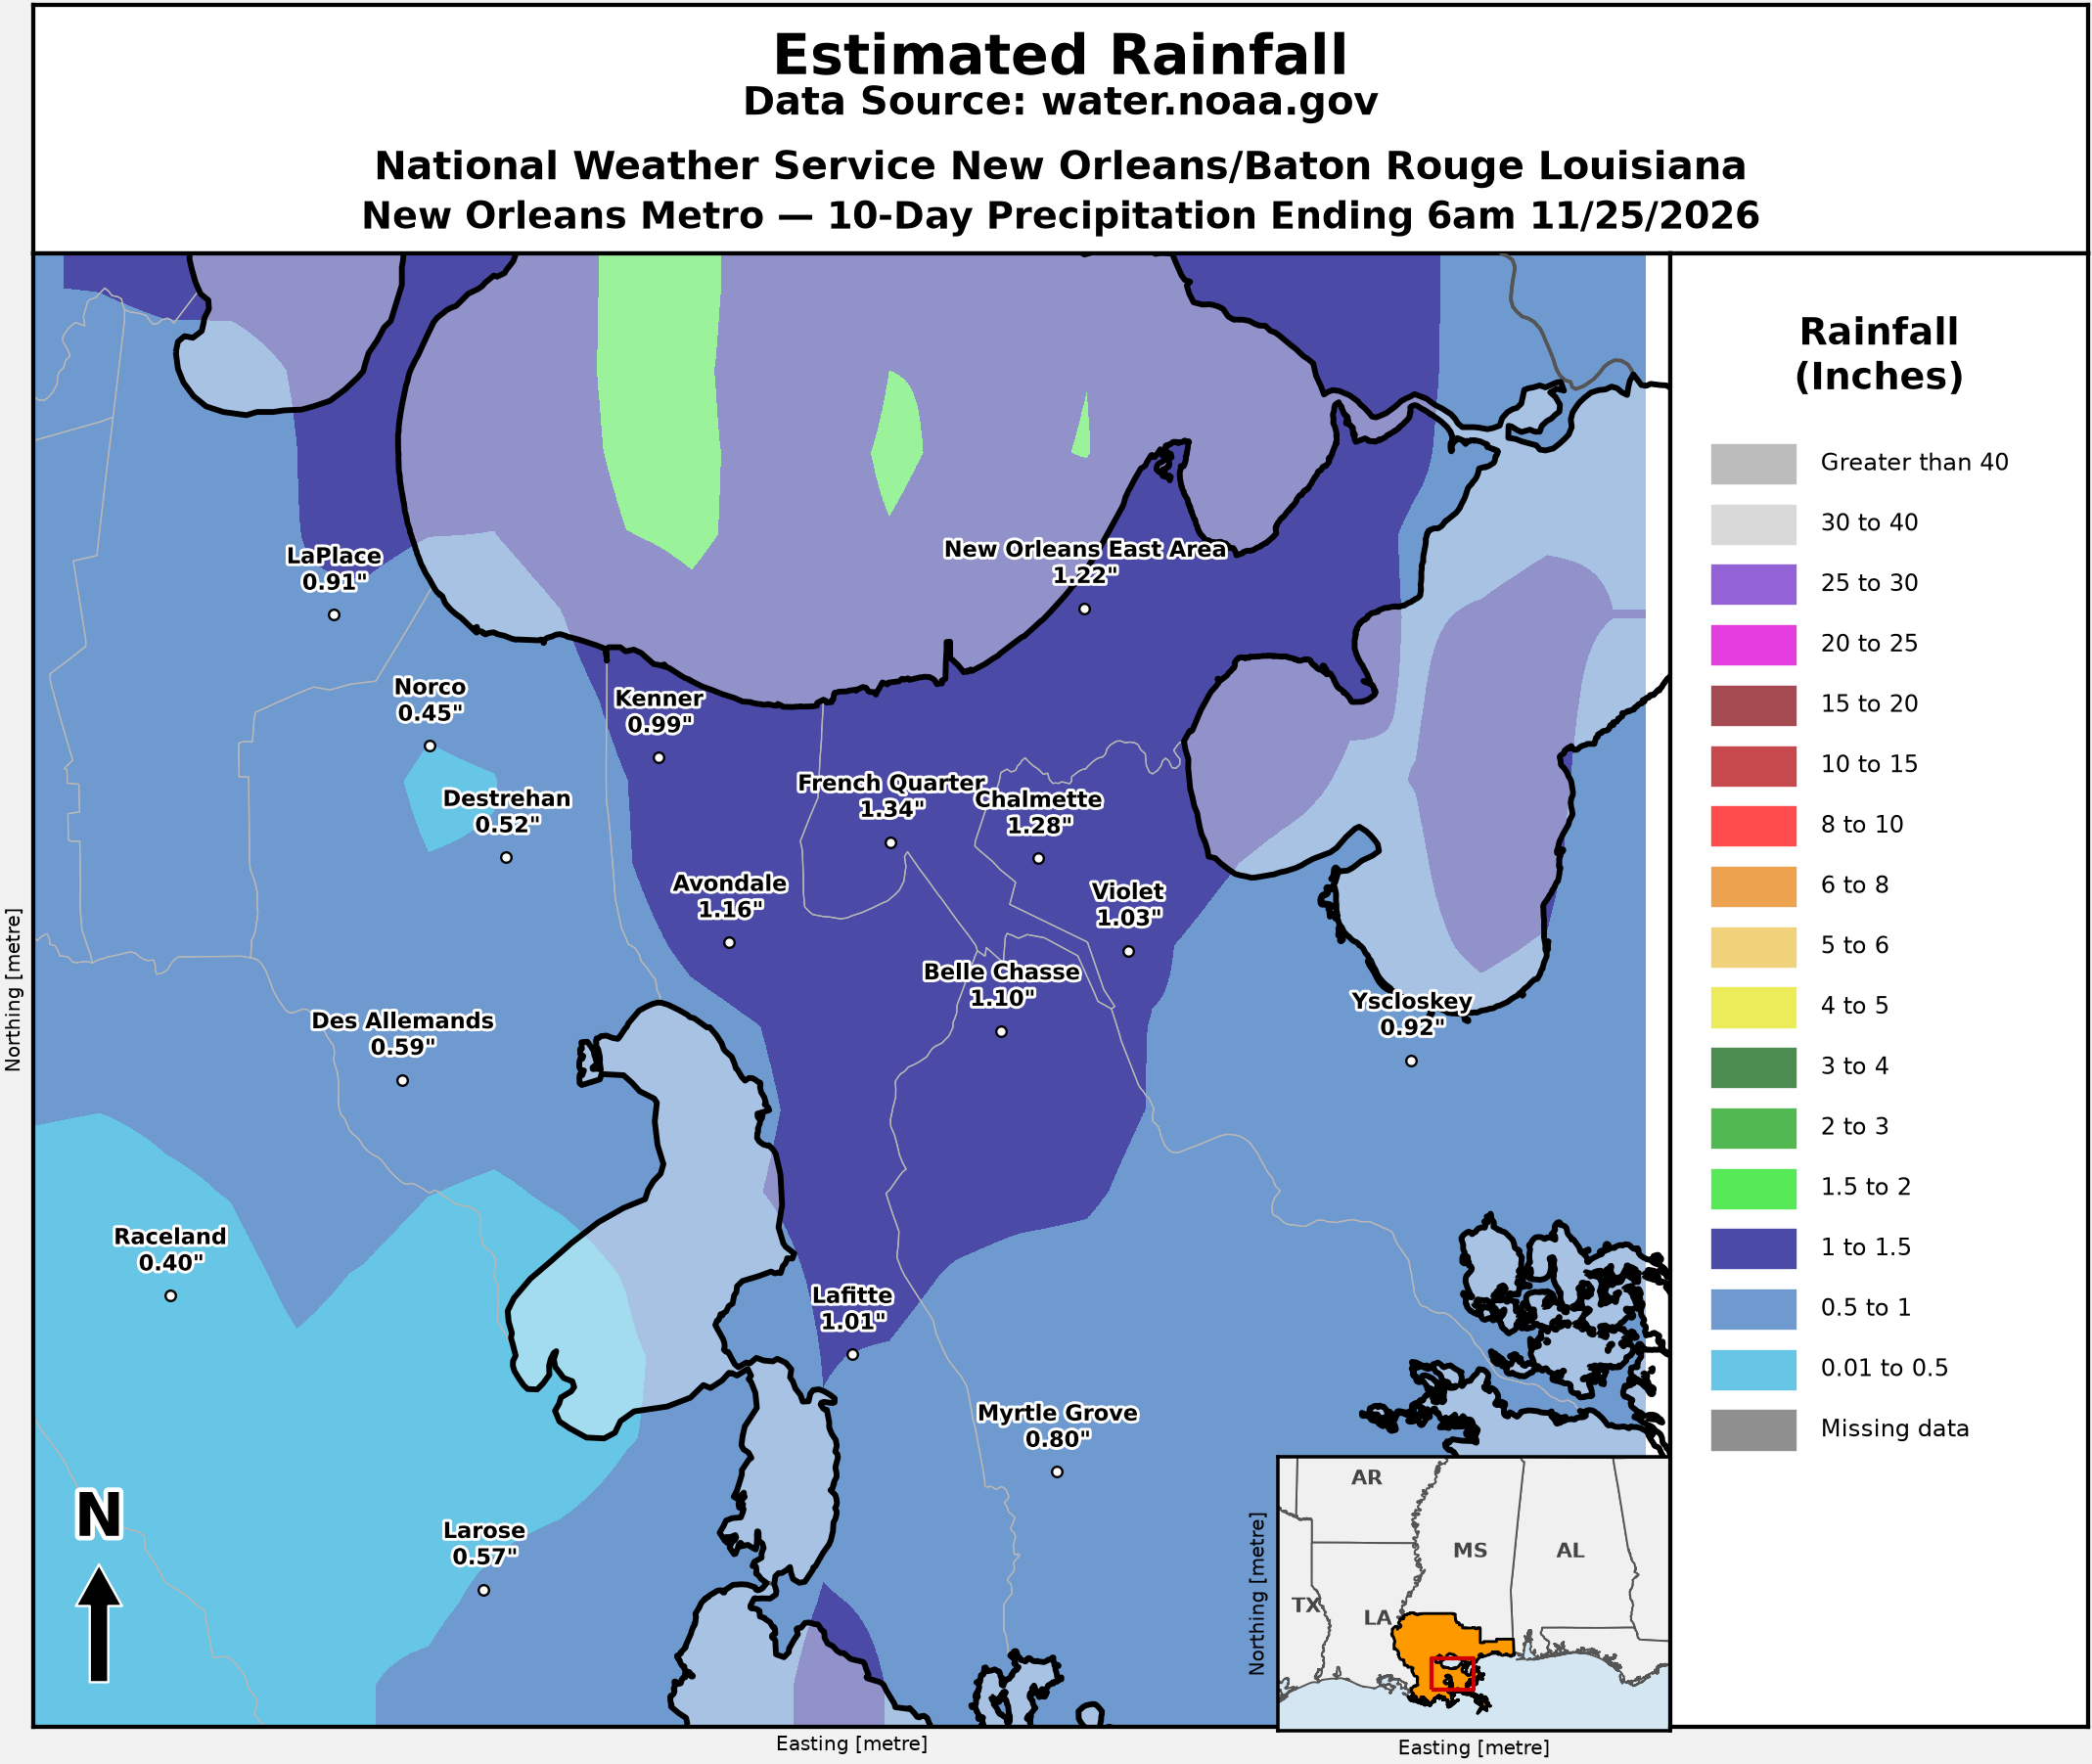 Estimated Rainfall
Data Source: water.noaa.gov
National Weather Service New Orleans/Baton Rouge Louisiana
New Orleans Metro — 10-Day Precipitation Ending 6am 11/25/2026
Rainfall
(Inches)
Greater than 40
30 to 40
25 to 30
20 to 25
15 to 20
10 to 15
8 to 10
6 to 8
5 to 6
4 to 5
3 to 4
2 to 3
1.5 to 2
1 to 1.5
0.5 to 1
0.01 to 0.5
Missing data
New Orleans East Area
1.22"
LaPlace
0.91"
Norco
0.45"
Kenner
0.99"
French Quarter
1.34"
Chalmette
1.28"
Destrehan
0.52"
Avondale
1.16"
Violet
1.03"
Belle Chasse
1.10"
Yscloskey
0.92"
Des Allemands
0.59"
Raceland
0.40"
Lafitte
1.01"
Myrtle Grove
0.80"
Larose
0.57"
N
AR
MS
AL
TX
LA
Northing [metre]
Easting [metre]
Northing [metre]
Easting [metre]